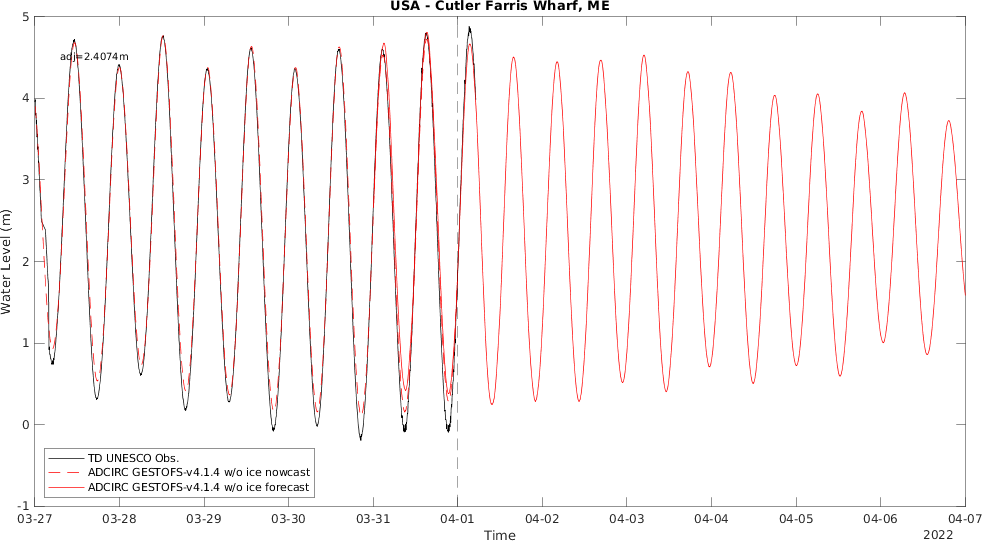 USA - Cutler Farris Wharf, ME
5
adj=2.4074m
4
3
2
1
0
-1
Water Level (m)
TD UNESCO Obs.
ADCIRC GESTOFS-v4.1.4 w/o ice nowcast
ADCIRC GESTOFS-v4.1.4 w/o ice forecast
03-27 03-28 03-29 03-30 03-31 04-01 04-02 04-03 04-04 04-05 04-06 04-07
Time
2022